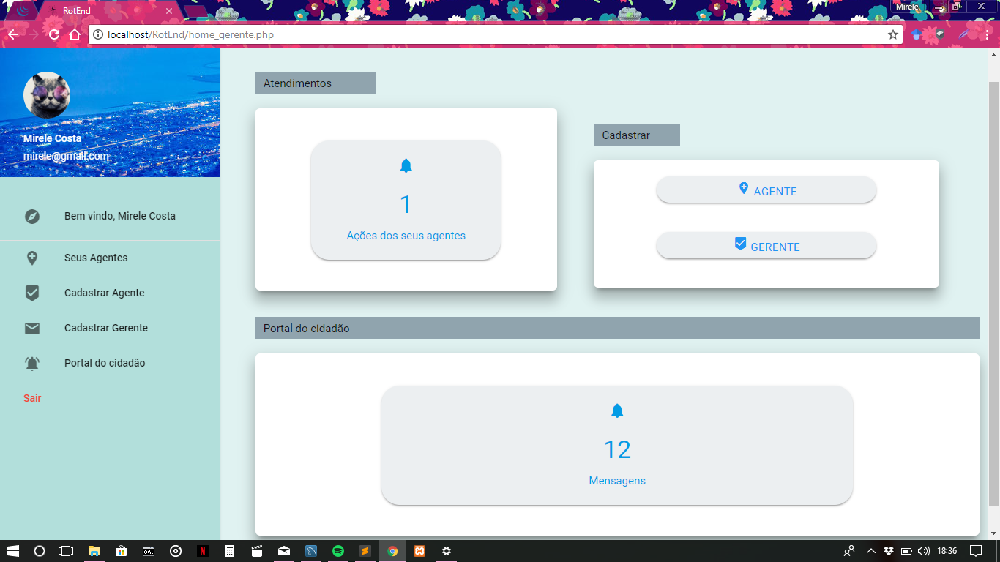 RotEnd
Mirele
localhost/RotEnd/home_gerente.php
Mirele Costa
mirele@gmail.com
Bem vindo, Mirele Costa
Seus Agentes
Cadastrar Agente
Cadastrar Gerente
Portal do cidadão
Sair
Atendimentos
1
Ações dos seus agentes
Cadastrar
AGENTE
GERENTE
Portal do cidadão
12
Mensagens
18:36